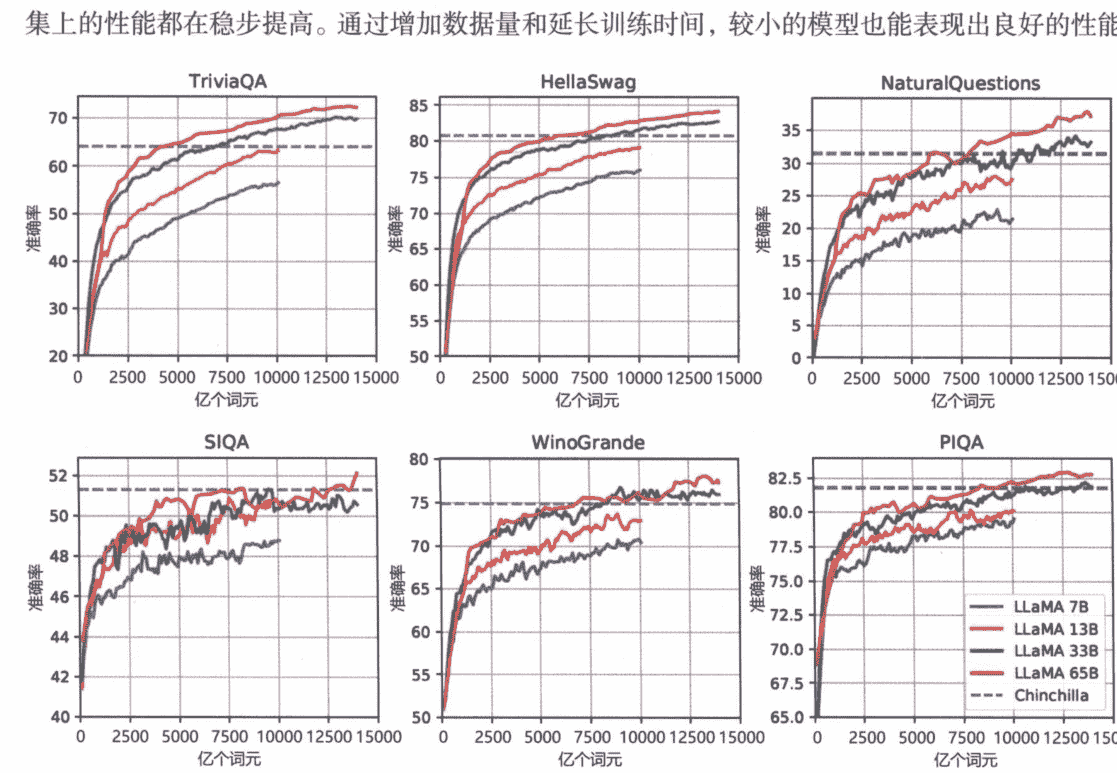 集上的性能都在稳步提高。通过增加数据量和延长训练时间，较小的模型也能表现出良好的性能
TriviaQA
HellaSwag
NaturalQuestions
准确率
70
60
50
40
30
20
0 2500 5000 7500 10000 12500 15000
亿个词元
准确率
85
80
75
70
65
60
55
50
0 2500 5000 7500 10000 12500 15000
亿个词元
准确率
35
30
25
20
15
10
5
0
0 2500 5000 7500 10000 12500 1500
亿个词元
SIQA
WinoGrande
PIQA
准确率
52
50
48
46
44
42
40
0 2500 5000 7500 10000 12500 15000
亿个词元
准确率
80
75
70
65
60
55
50
0 2500 5000 7500 10000 12500 15000
亿个词元
准确率
82.5
80.0
77.5
75.0
72.5
70.0
67.5
65.0
0 2500 5000 7500 10000 12500 1500
亿个词元
LLaMA 7B
LLaMA 13B
LLaMA 33B
LLaMA 65B
Chinchilla